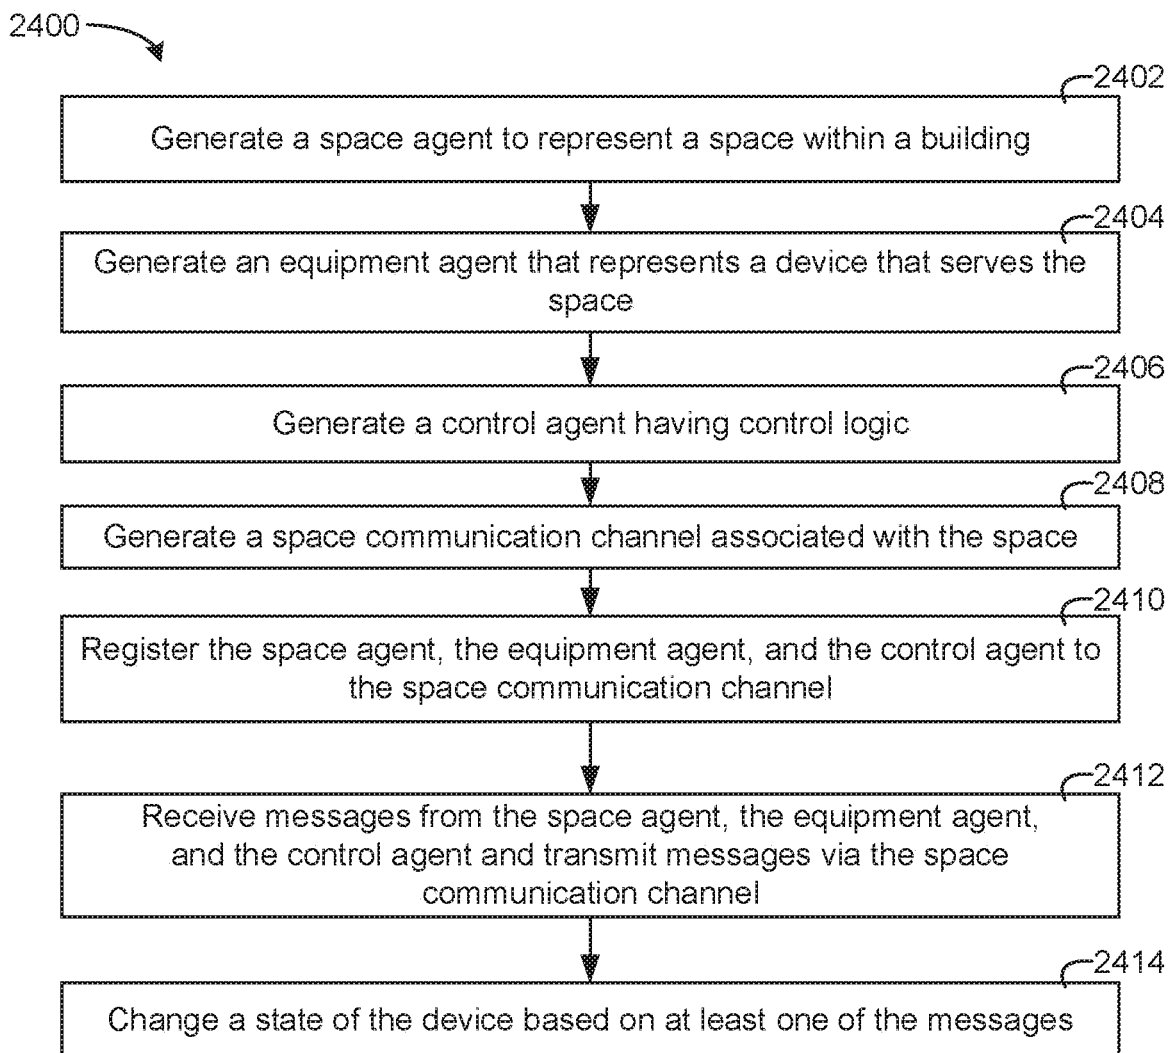 2400
2402
Generate a space agent to represent a space within a building
2404
Generate an equipment agent that represents a device that serves the
space
2406
Generate a control agent having control logic
2408
Generate a space communication channel associated with the space
2410
Register the space agent, the equipment agent, and the control agent to
the space communication channel
2412
Receive messages from the space agent, the equipment agent,
and the control agent and transmit messages via the space
communication channel
2414
Change a state of the device based on at least one of the messages